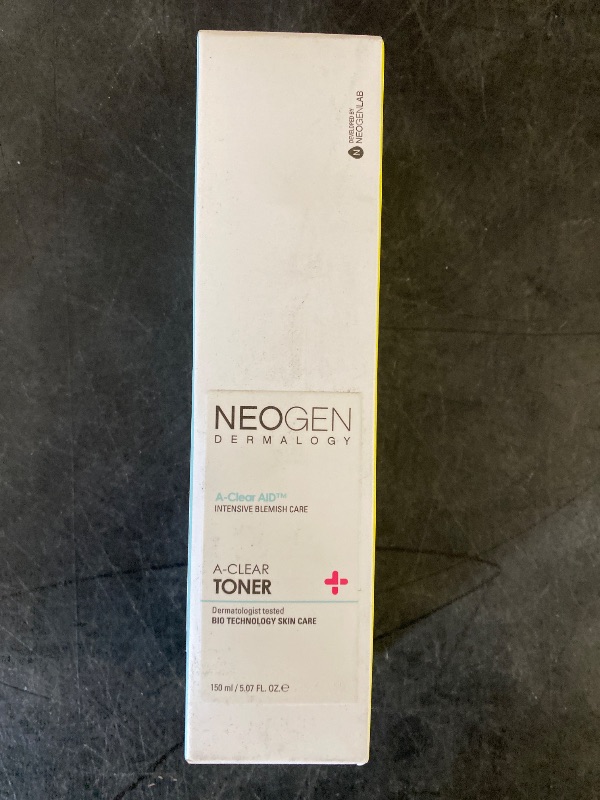 DEVELOPED BY
NEOGENLAB
NEOGEN
DERMALOGY
A-Clear AID™
INTENSIVE BLEMISH CARE
A-CLEAR
TONER
Dermatologist tested
BIO TECHNOLOGY SKIN CARE
150 ml / 5.07 FL. OZ.℮